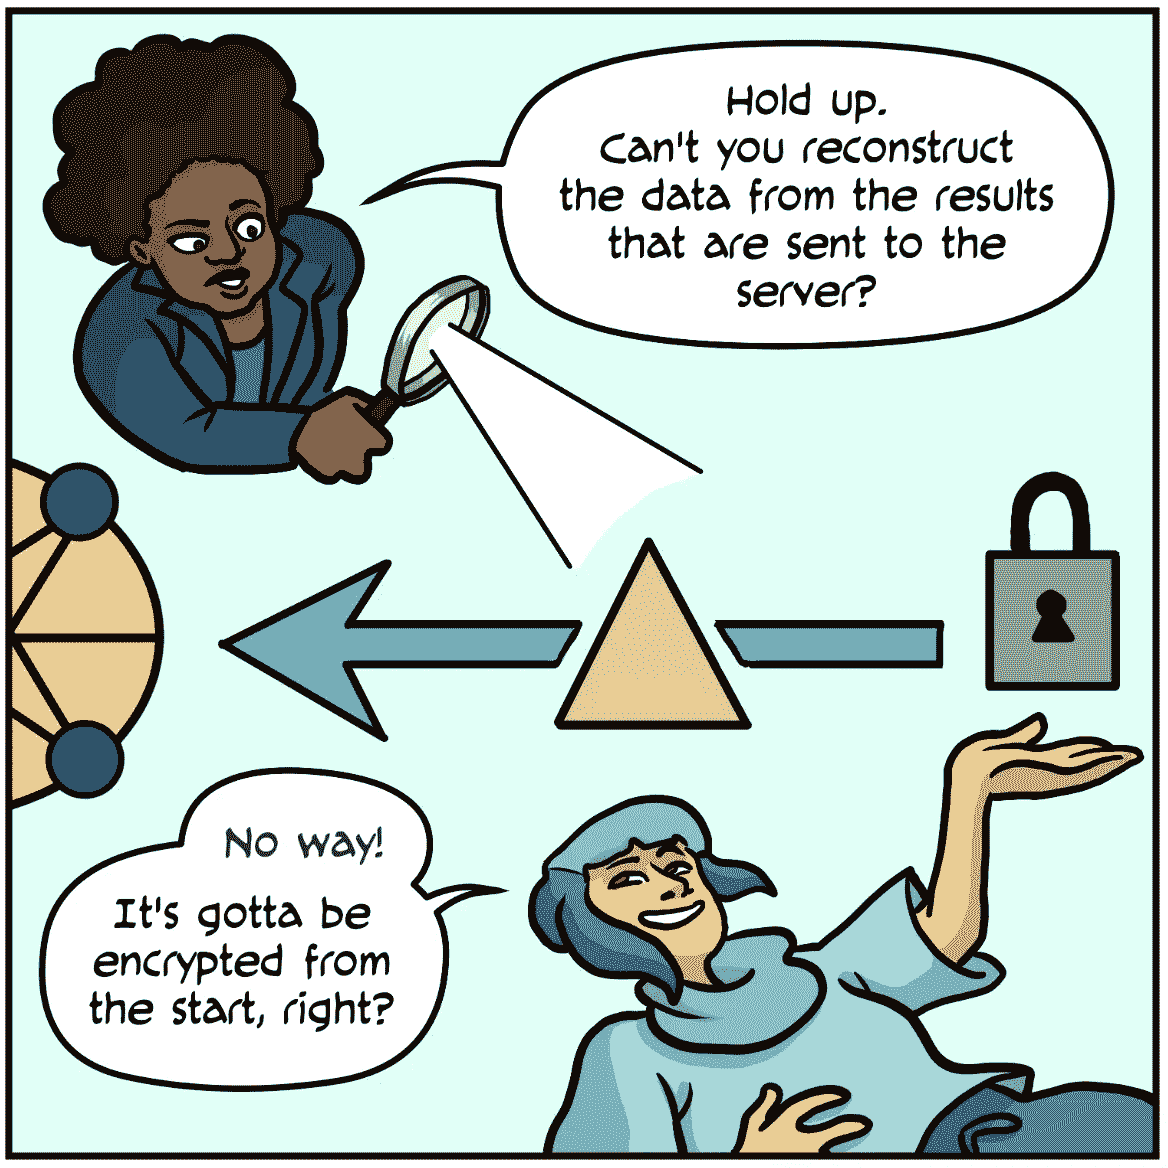 Hold up.
Can't you reconstruct
the data from the results
that are sent to the
server?
No way!
It's gotta be
encrypted from
the start, right?